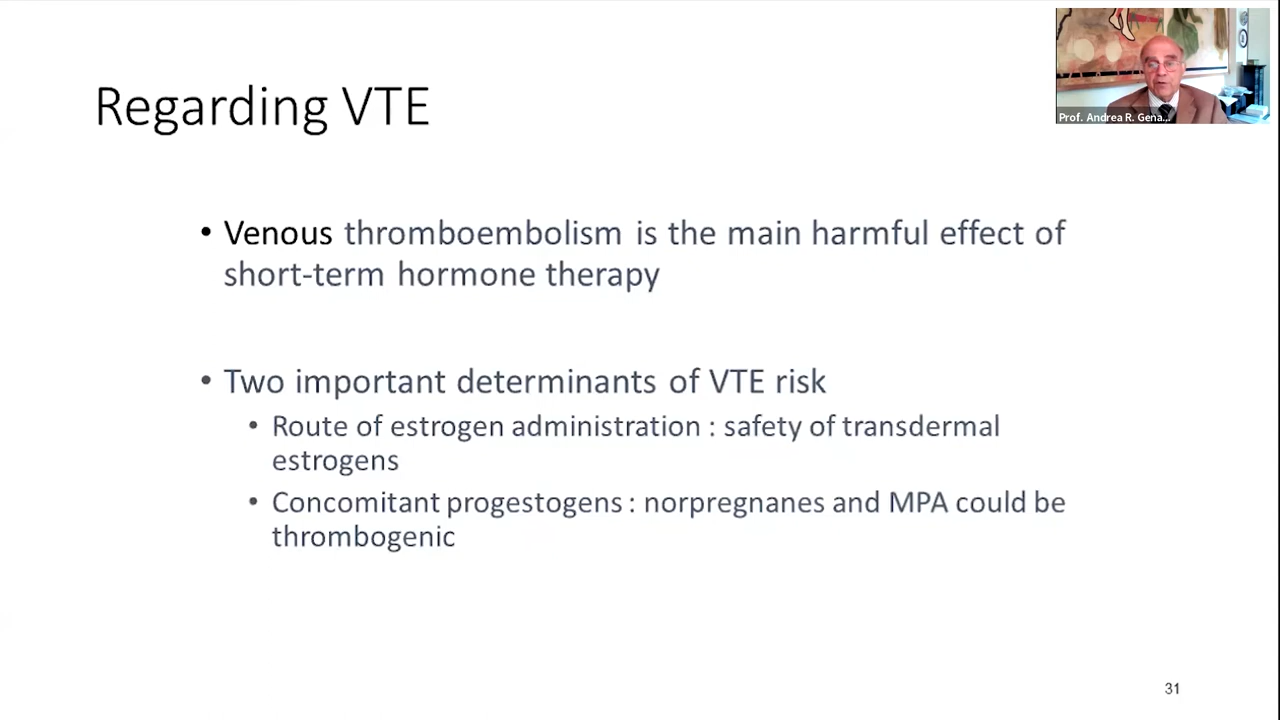 Regarding VTE
Prof. Andrea R. Gena...
• Venous thromboembolism is the main harmful effect of
short-term hormone therapy
• Two important determinants of VTE risk
• Route of estrogen administration : safety of transdermal
estrogens
• Concomitant progestogens : norpregnanes and MPA could be
thrombogenic
31